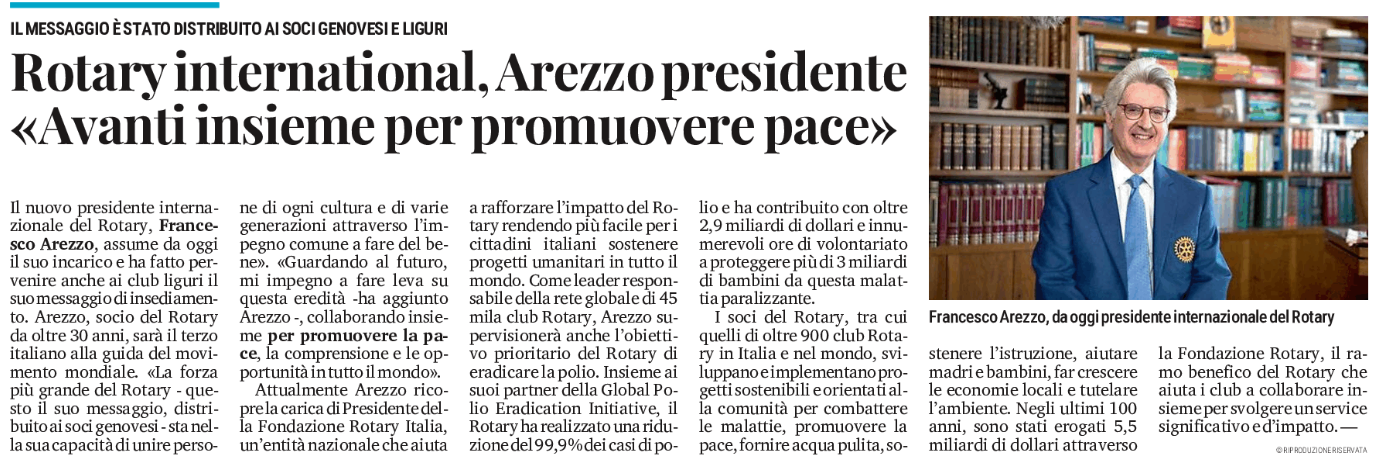 IL MESSAGGIO È STATO DISTRIBUITO AI SOCI GENOVESI E LIGURI
Rotary international, Arezzo presidente
«Avanti insieme per promuovere pace»
Il nuovo presidente interna-
zionale del Rotary, France-
sco Arezzo, assume da oggi
il suo incarico e ha fatto per-
venire anche ai club liguri il
suo messaggio di insediamen-
to. Arezzo, socio del Rotary
da oltre 30 anni, sarà il terzo
italiano alla guida del movi-
mento mondiale. «La forza
più grande del Rotary - que-
sto il suo messaggio, distri-
buito ai soci genovesi - sta nel-
la sua capacità di unire perso-
ne di ogni cultura e di varie
generazioni attraverso l'im-
pegno comune a fare del be-
ne». «Guardando al futuro,
mi impegno a fare leva su
questa eredità -ha aggiunto
Arezzo -, collaborando insie-
me per promuovere la pa-
ce, la comprensione e le op-
portunità in tutto il mondo».
Attualmente Arezzo rico-
pre la carica di Presidente del-
la Fondazione Rotary Italia,
un'entità nazionale che aiuta
a rafforzare l'impatto del Ro-
tary rendendo più facile per i
cittadini italiani sostenere
progetti umanitari in tutto il
mondo. Come leader respon-
sabile della rete globale di 45
mila club Rotary, Arezzo su-
pervisionerà anche l'obietti-
vo prioritario del Rotary di
eradicare la polio. Insieme ai
suoi partner della Global Po-
lio Eradication Initiative, il
Rotary ha realizzato una ridu-
zione del 99,9% dei casi di po-
lio e ha contribuito con oltre
2,9 miliardi di dollari e innu-
merevoli ore di volontariato
a proteggere più di 3 miliardi
di bambini da questa malat-
tia paralizzante.
I soci del Rotary, tra cui
quelli di oltre 900 club Rota-
ry in Italia e nel mondo, svi-
luppano e implementano pro-
getti sostenibili e orientati al-
la comunità per combattere
le malattie, promuovere la
pace, fornire acqua pulita, so-
Francesco Arezzo, da oggi presidente internazionale del Rotary
stenere l'istruzione, aiutare
madri e bambini, far crescere
le economie locali e tutelare
l'ambiente. Negli ultimi 100
anni, sono stati erogati 5,5
miliardi di dollari attraverso
la Fondazione Rotary, il ra-
mo benefico del Rotary che
aiuta i club a collaborare in-
sieme per svolgere un service
significativo e d'impatto. —
© RIPRODUZIONE RISERVATA